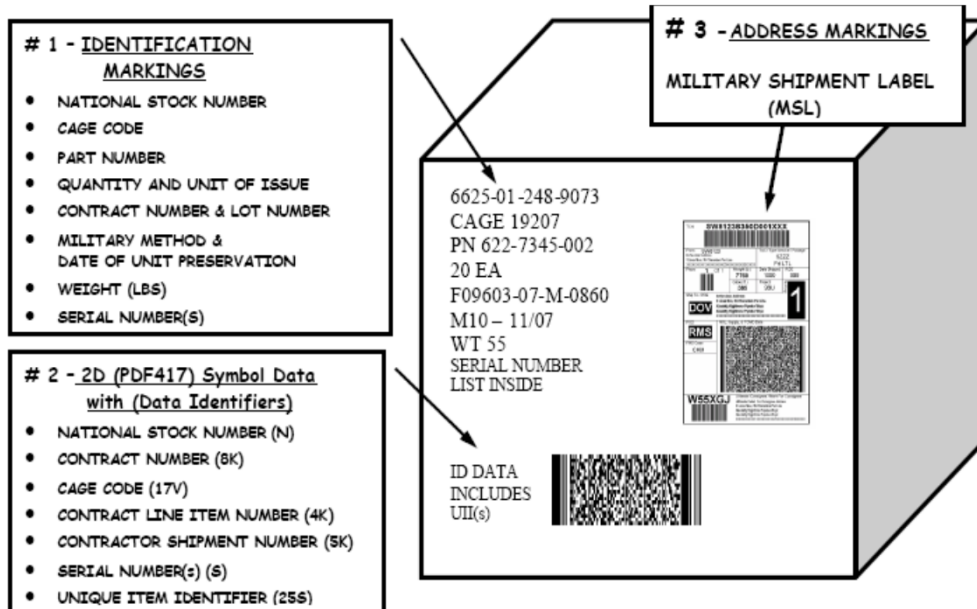 # 1 - IDENTIFICATION
MARKINGS
• NATIONAL STOCK NUMBER
• CAGE CODE
• PART NUMBER
• QUANTITY AND UNIT OF ISSUE
• CONTRACT NUMBER & LOT NUMBER
• MILITARY METHOD &
DATE OF UNIT PRESERVATION
• WEIGHT (LBS)
• SERIAL NUMBER(S)
# 2 - 2D (PDF417) Symbol Data
with (Data Identifiers)
• NATIONAL STOCK NUMBER (N)
• CONTRACT NUMBER (8K)
• CAGE CODE (17V)
• CONTRACT LINE ITEM NUMBER (4K)
• CONTRACTOR SHIPMENT NUMBER (5K)
• SERIAL NUMBER(s) (S)
• UNIQUE ITEM IDENTIFIER (25S)
# 3 - ADDRESS MARKINGS
MILITARY SHIPMENT LABEL
(MSL)
6625-01-248-9073
CAGE 19207
PN 622-7345-002
20 EA
F09603-07-M-0860
M10 – 11/07
WT 55
SERIAL NUMBER
LIST INSIDE
ID DATA
INCLUDES
UII(s)
DOV
1
RMS
W55XGJ